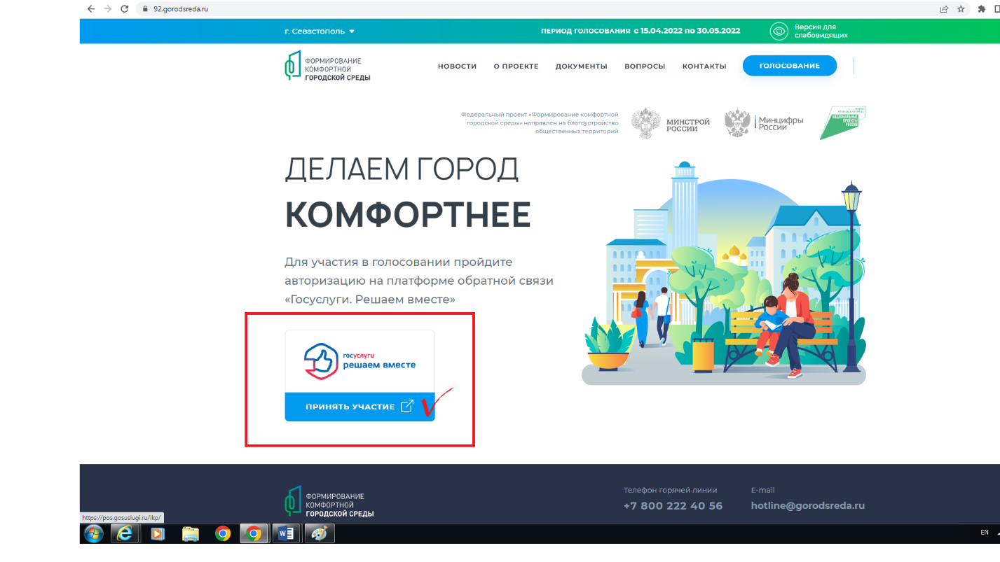 92.gorodsreda.ru
г. Севастополь
ПЕРИОД ГОЛОСОВАНИЯ с 15.04.2022 по 30.05.2022
Версия для
слабовидящих
ФОРМИРОВАНИЕ
КОМФОРТНОЙ
ГОРОДСКОЙ СРЕДЫ
НОВОСТИ
О ПРОЕКТЕ
ДОКУМЕНТЫ
ВОПРОСЫ
КОНТАКТЫ
ГОЛОСОВАНИЕ
Федеральный проект «Формирование комфортной
городской среды» направлен на благоустройство
общественных территорий
МИНСТРОЙ
РОССИИ
Минцифры
России
НАЦИОНАЛЬНЫЕ
ПРОЕКТЫ
РОССИИ
ДЕЛАЕМ ГОРОД
КОМФОРТНЕЕ
Для участия в голосовании пройдите
авторизацию на платформе обратной связи
«Госуслуги. Решаем вместе»
госуслуги
решаем вместе
ПРИНЯТЬ УЧАСТИЕ
ФОРМИРОВАНИЕ
КОМФОРТНОЙ
ГОРОДСКОЙ СРЕДЫ
Телефон горячей линии
+7 800 222 40 56
E-mail
hotline@gorodsreda.ru
https://pos.gosuslugi.ru/lkp/
EN